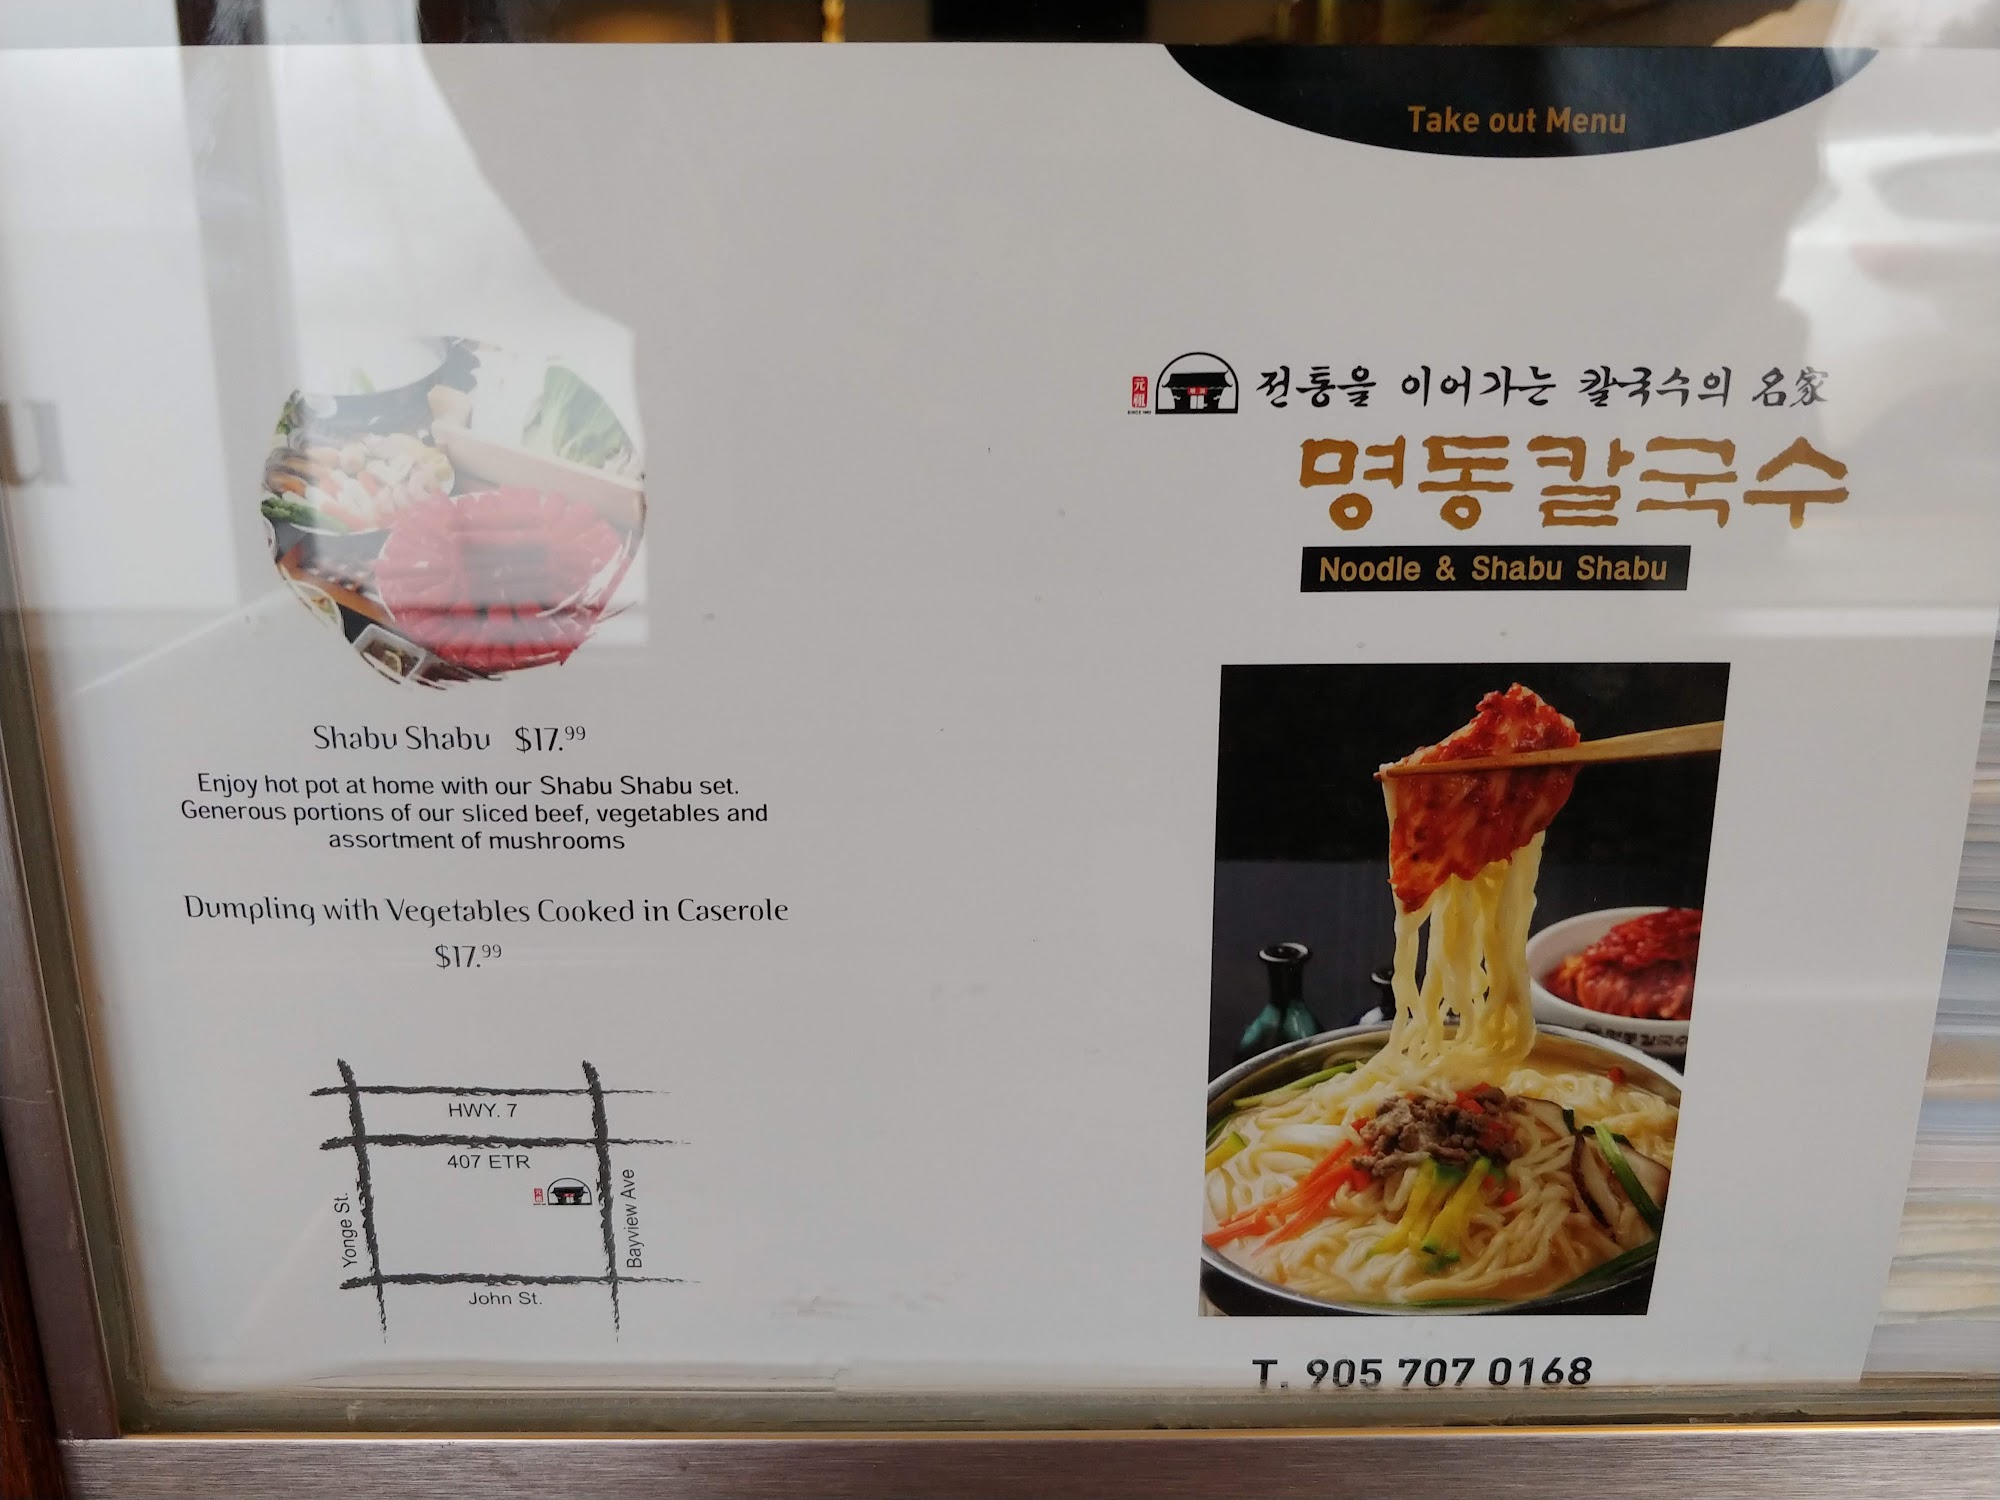 Take out Menu
元祖
전통을 이어가는 칼국수의 名家
명동칼국수
Noodle & Shabu Shabu
T. 905 707 0168
Shabu Shabu $17.99
Enjoy hot pot at home with our Shabu Shabu set.
Generous portions of our sliced beef, vegetables and
assortment of mushrooms
Dumpling with Vegetables Cooked in Caserole
$17.99
HWY. 7
407 ETR
Yonge St.
Bayview Ave
John St.